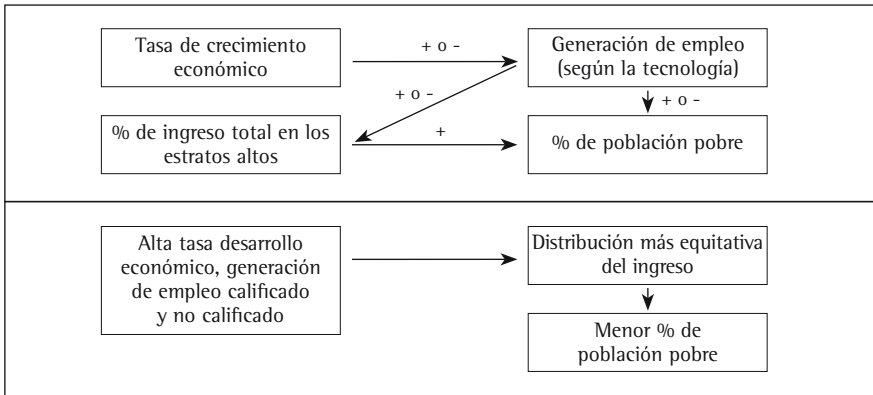 Tasa de crecimiento
económico
+ o -
Generación de empleo
(según la tecnología)
+ o -
+ o -
% de ingreso total en los
estratos altos
+
% de población pobre
Alta tasa desarrollo
económico, generación
de empleo calificado
y no calificado
Distribución más equitativa
del ingreso
Menor % de
población pobre